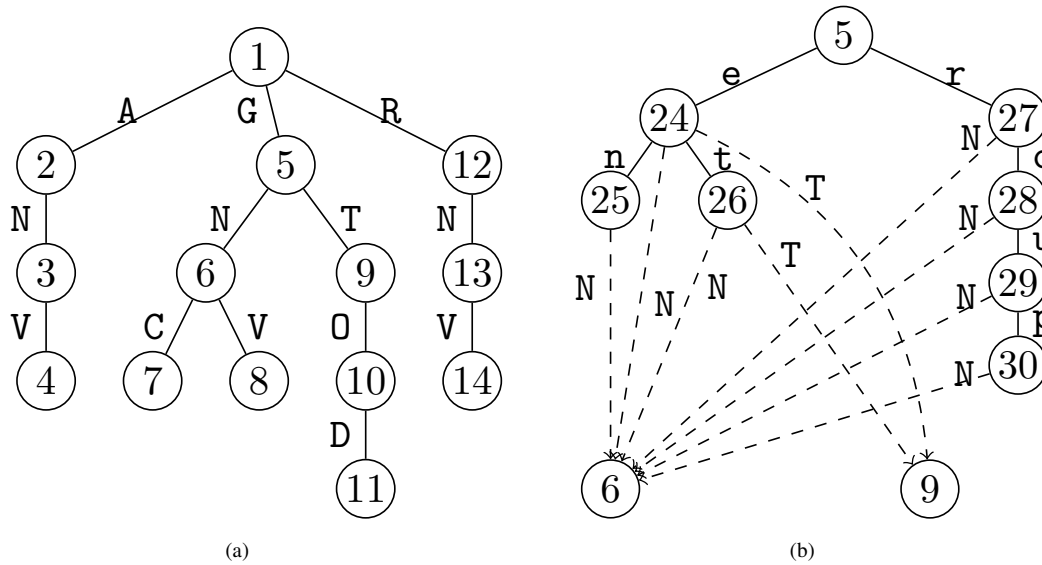 1
A G R
2 5 12
N N T N
3 6 9 13
V C V O V
4 7 8 10 14
D
11
(a)
5
e r
24 27
N
n t T
25 26 28
N
T
N N N N 29
N 30
6 9
(b)